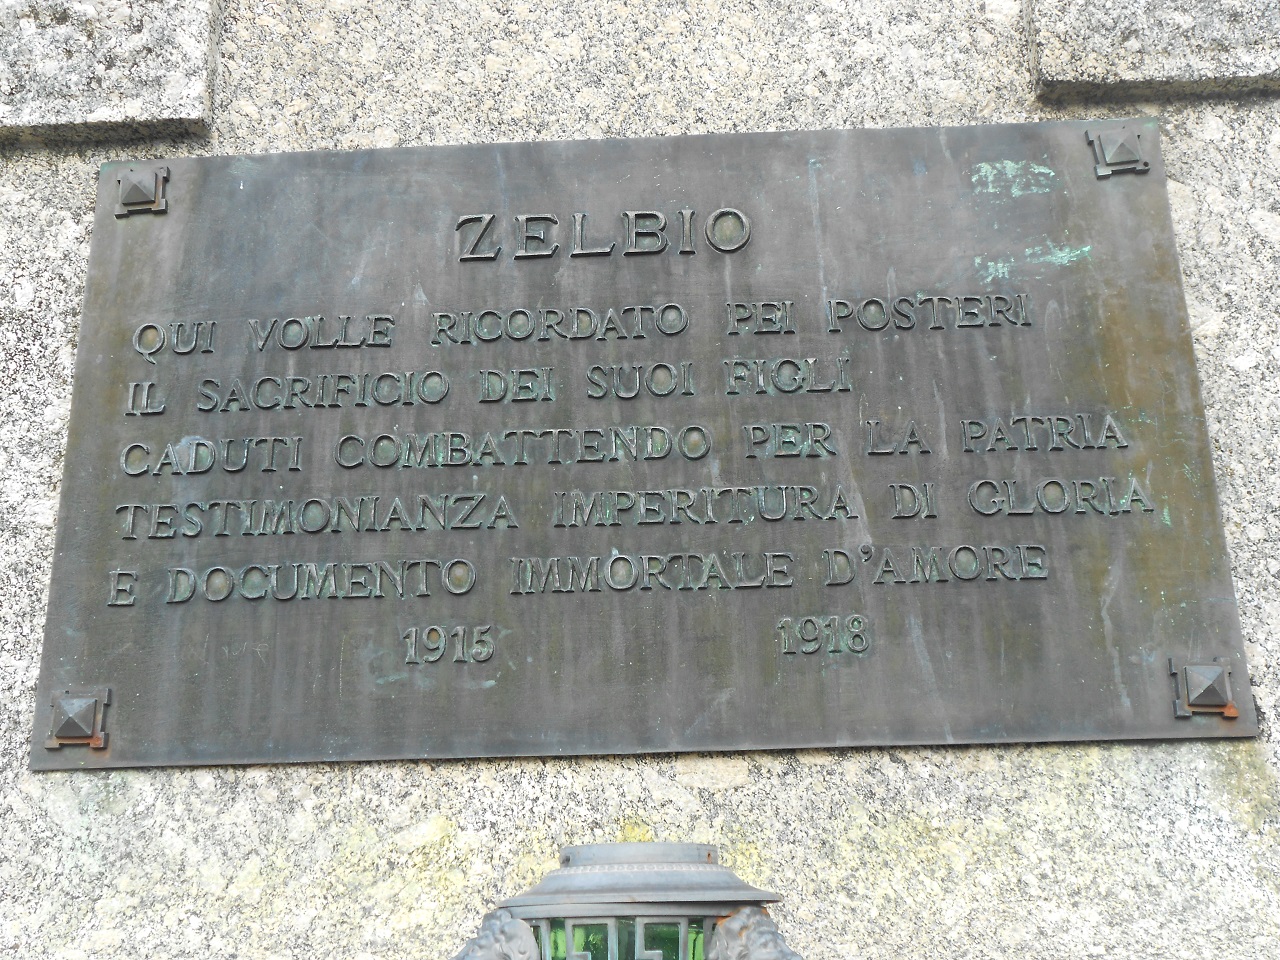 ZELBIO
QUI VOLLE RICORDATO PEI POSTERI
IL SACRIFICIO DEI SUOI FIGLI
CADUTI COMBATTENDO PER LA PATRIA
TESTIMONIANZA IMPERITURA DI GLORIA
E DOCUMENTO IMMORTALE D'AMORE
1915 1918